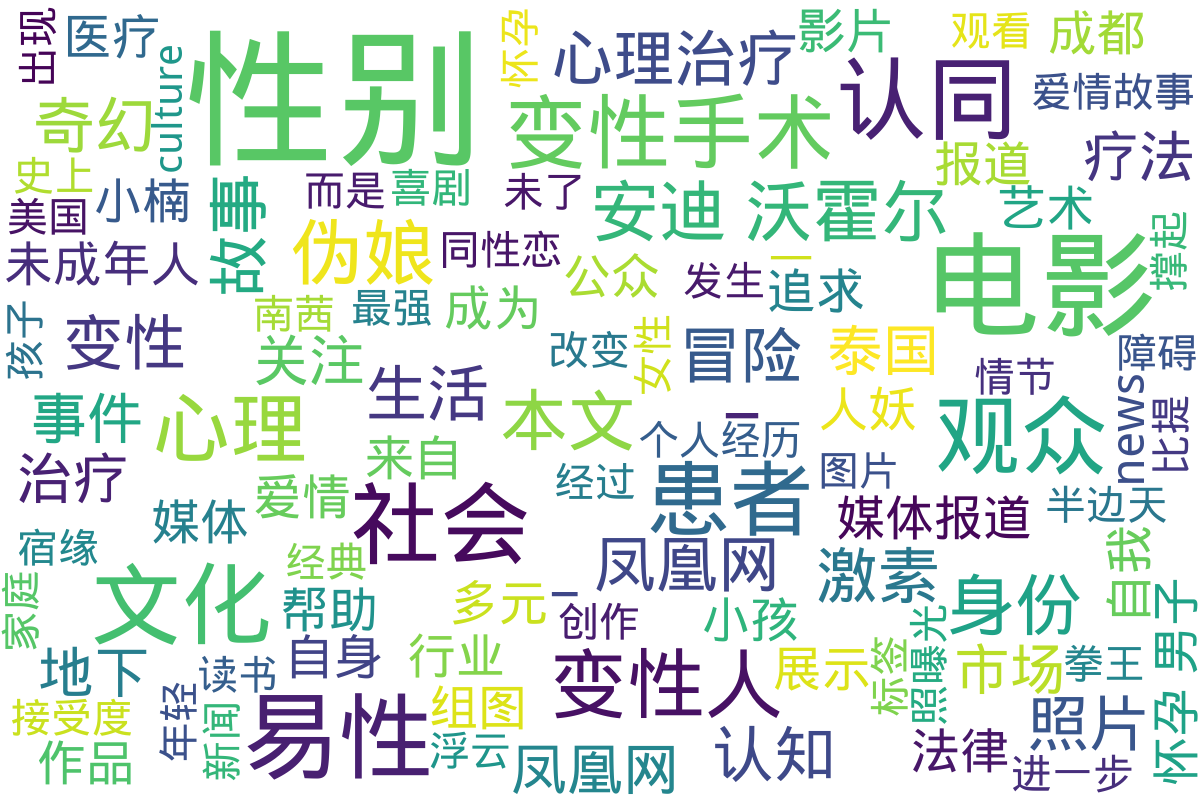 出现
医疗
culture
性别
怀孕
心理治疗
影片
观看
成都
认同
爱情故事
奇幻
变性手术
报道
疗法
史上
美国
小楠
故事
而是
喜剧
未了
安迪 沃霍尔
艺术
撑起
未成年人
伪娘
同性恋
公众
发生
一
追求
电影
孩子
变性
南茜
最强
成为
关注
改变
女性
冒险
泰国
情节
障碍
事件
心理
生活
本文
个人经历
人妖
观众
news
比提
治疗
来自
经过
患者
图片
媒体
爱情
社会
媒体报道
半边天
宿缘
经典
凤凰网
激素
自我
家庭
文化
帮助
多元
创作
小孩
身份
男子
地下
读书
自身
行业
变性人
展示
标签
照曝光
市场
拳王
接受度
年轻
新闻
易性
组图
浮云
凤凰网
认知
照片
怀孕
作品
法律
进一步